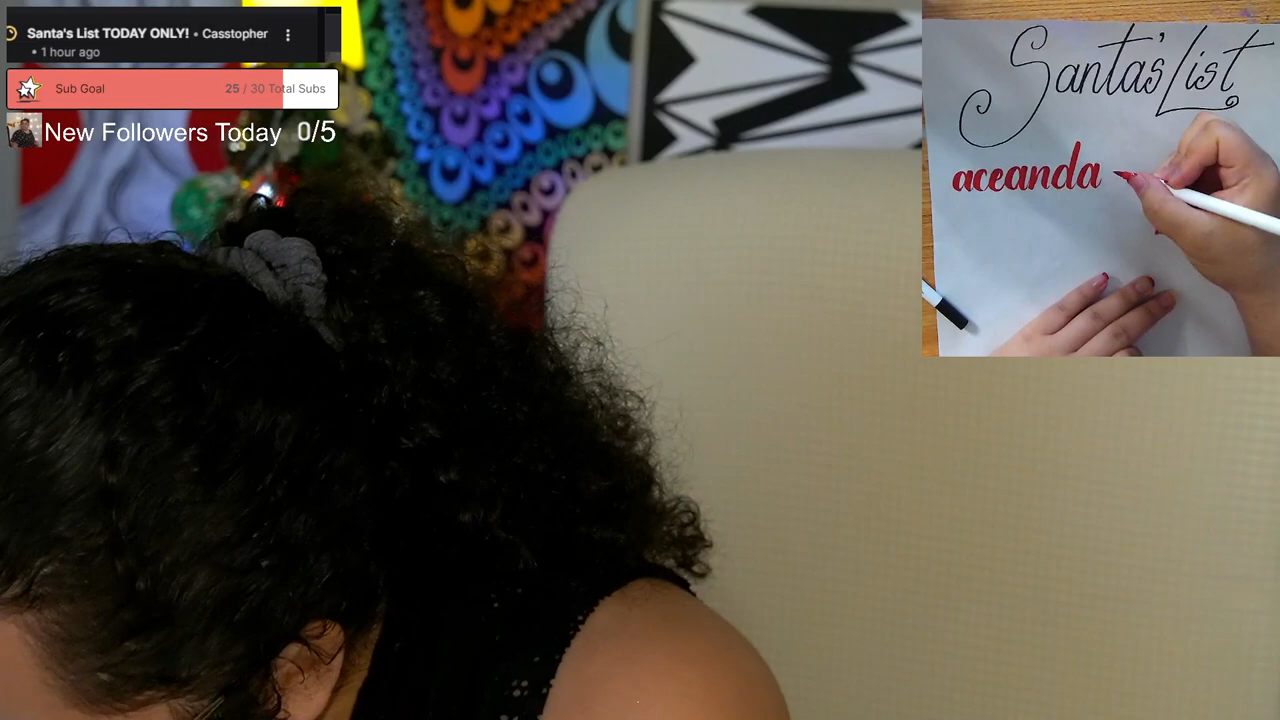 Santa's List TODAY ONLY! • Casstopher
• 1 hour ago
Sub Goal 25 / 30 Total Subs
New Followers Today 0/5
Santa's List
aceanda